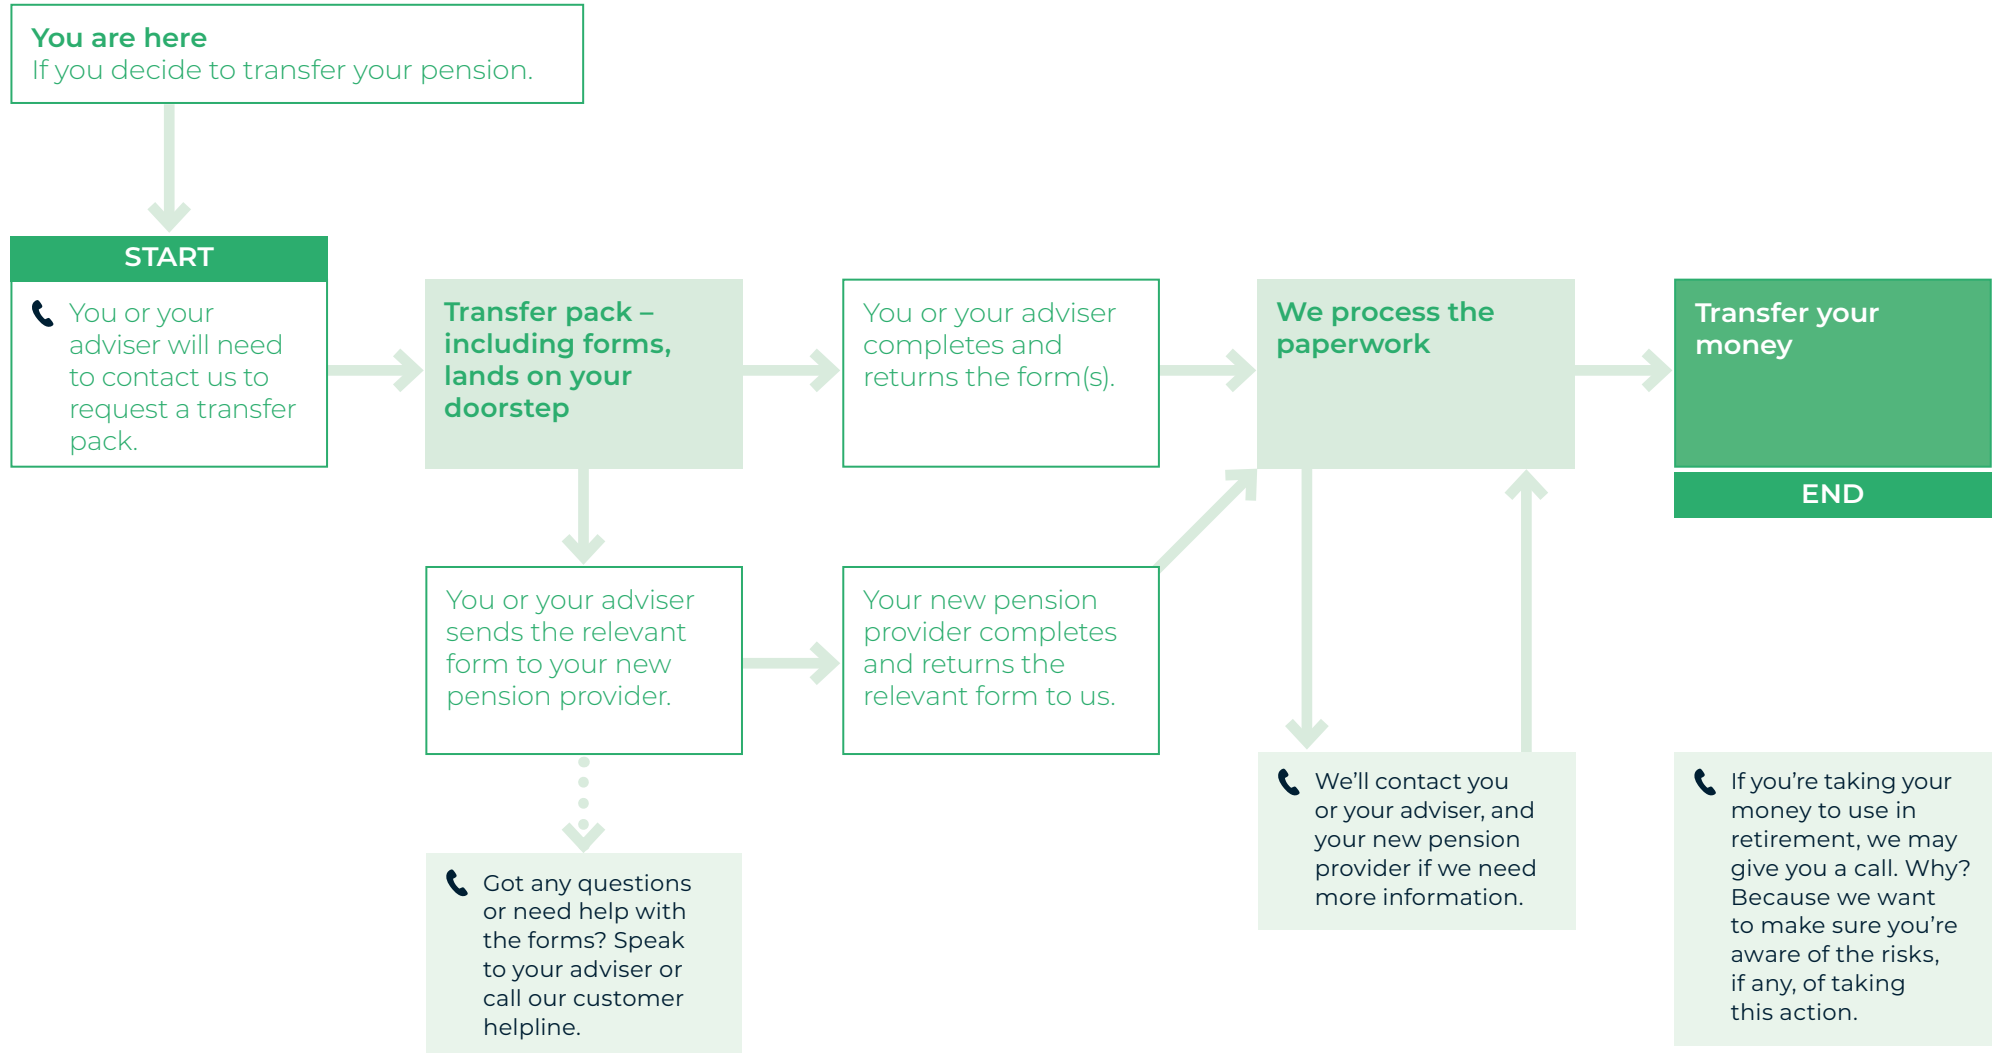 You are here
If you decide to transfer your pension.
START
You or your
adviser will need
to contact us to
request a transfer
pack.
Transfer pack –
including forms,
lands on your
doorstep
You or your adviser
completes and
returns the form(s).
We process the
paperwork
Transfer your
money
END
You or your adviser
sends the relevant
form to your new
pension provider.
Your new pension
provider completes
and returns the
relevant form to us.
Got any questions
or need help with
the forms? Speak
to your adviser or
call our customer
helpline.
We’ll contact you
or your adviser, and
your new pension
provider if we need
more information.
If you’re taking your
money to use in
retirement, we may
give you a call. Why?
Because we want
to make sure you’re
aware of the risks,
if any, of taking
this action.